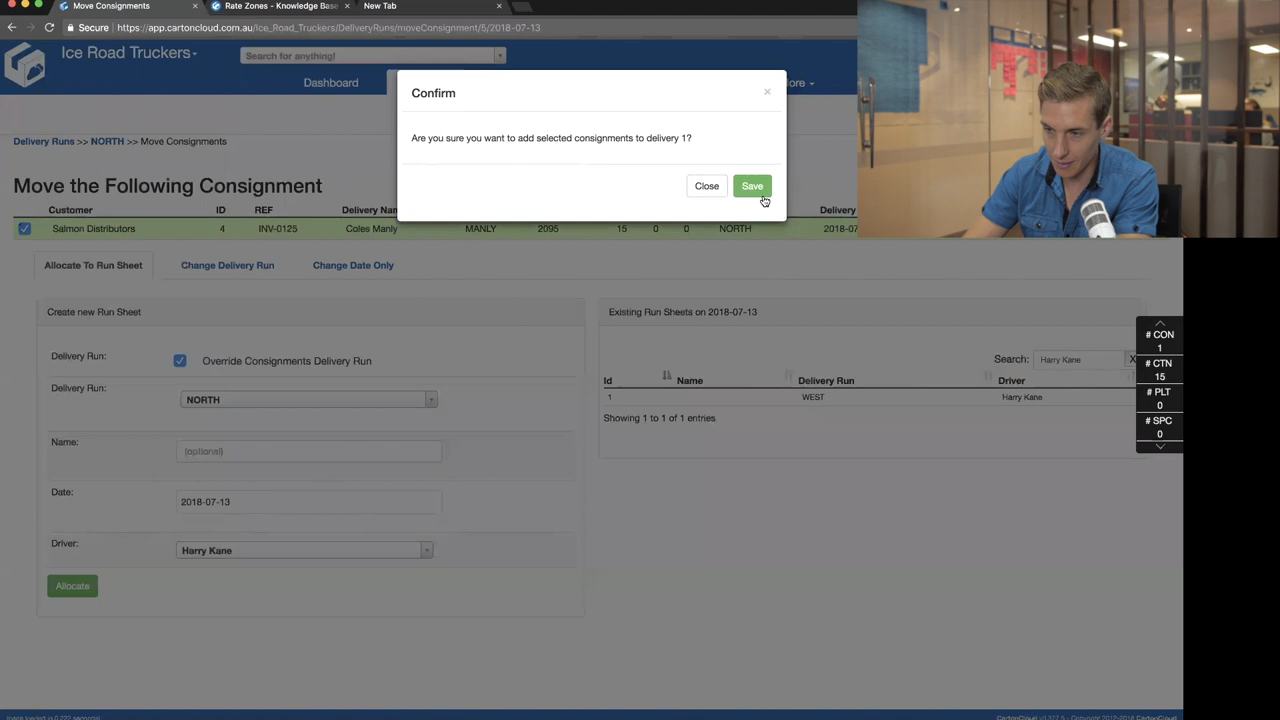 Move Consignments
Rate Zones - Knowledge Base
New Tab
Secure
https://app.cartoncloud.com.au/Ice_Road_Truckers/DeliveryRuns/moveConsignment/5/2018-07-13
Ice Road Truckers
Search for anything!
Dashboard
ore
Confirm
×
Are you sure you want to add selected consignments to delivery 1?
Close
Save
Delivery Runs >> NORTH >> Move Consignments
Move the Following Consignment
Customer ID REF Delivery Na Delivery
Salmon Distributors 4 INV-0125 Coles Manly MANLY 2095 15 0 0 NORTH 2018-07
Allocate To Run Sheet
Change Delivery Run
Change Date Only
Create new Run Sheet
Delivery Run:
Override Consignments Delivery Run
Delivery Run:
NORTH
Name:
(optional)
Date:
2018-07-13
Driver:
Harry Kane
Allocate
Existing Run Sheets on 2018-07-13
Search: Harry Kane X
Id Name Delivery Run Driver
1 WEST Harry Kane
Showing 1 to 1 of 1 entries
# CON
1
# CTN
15
# PLT
0
# SPC
0